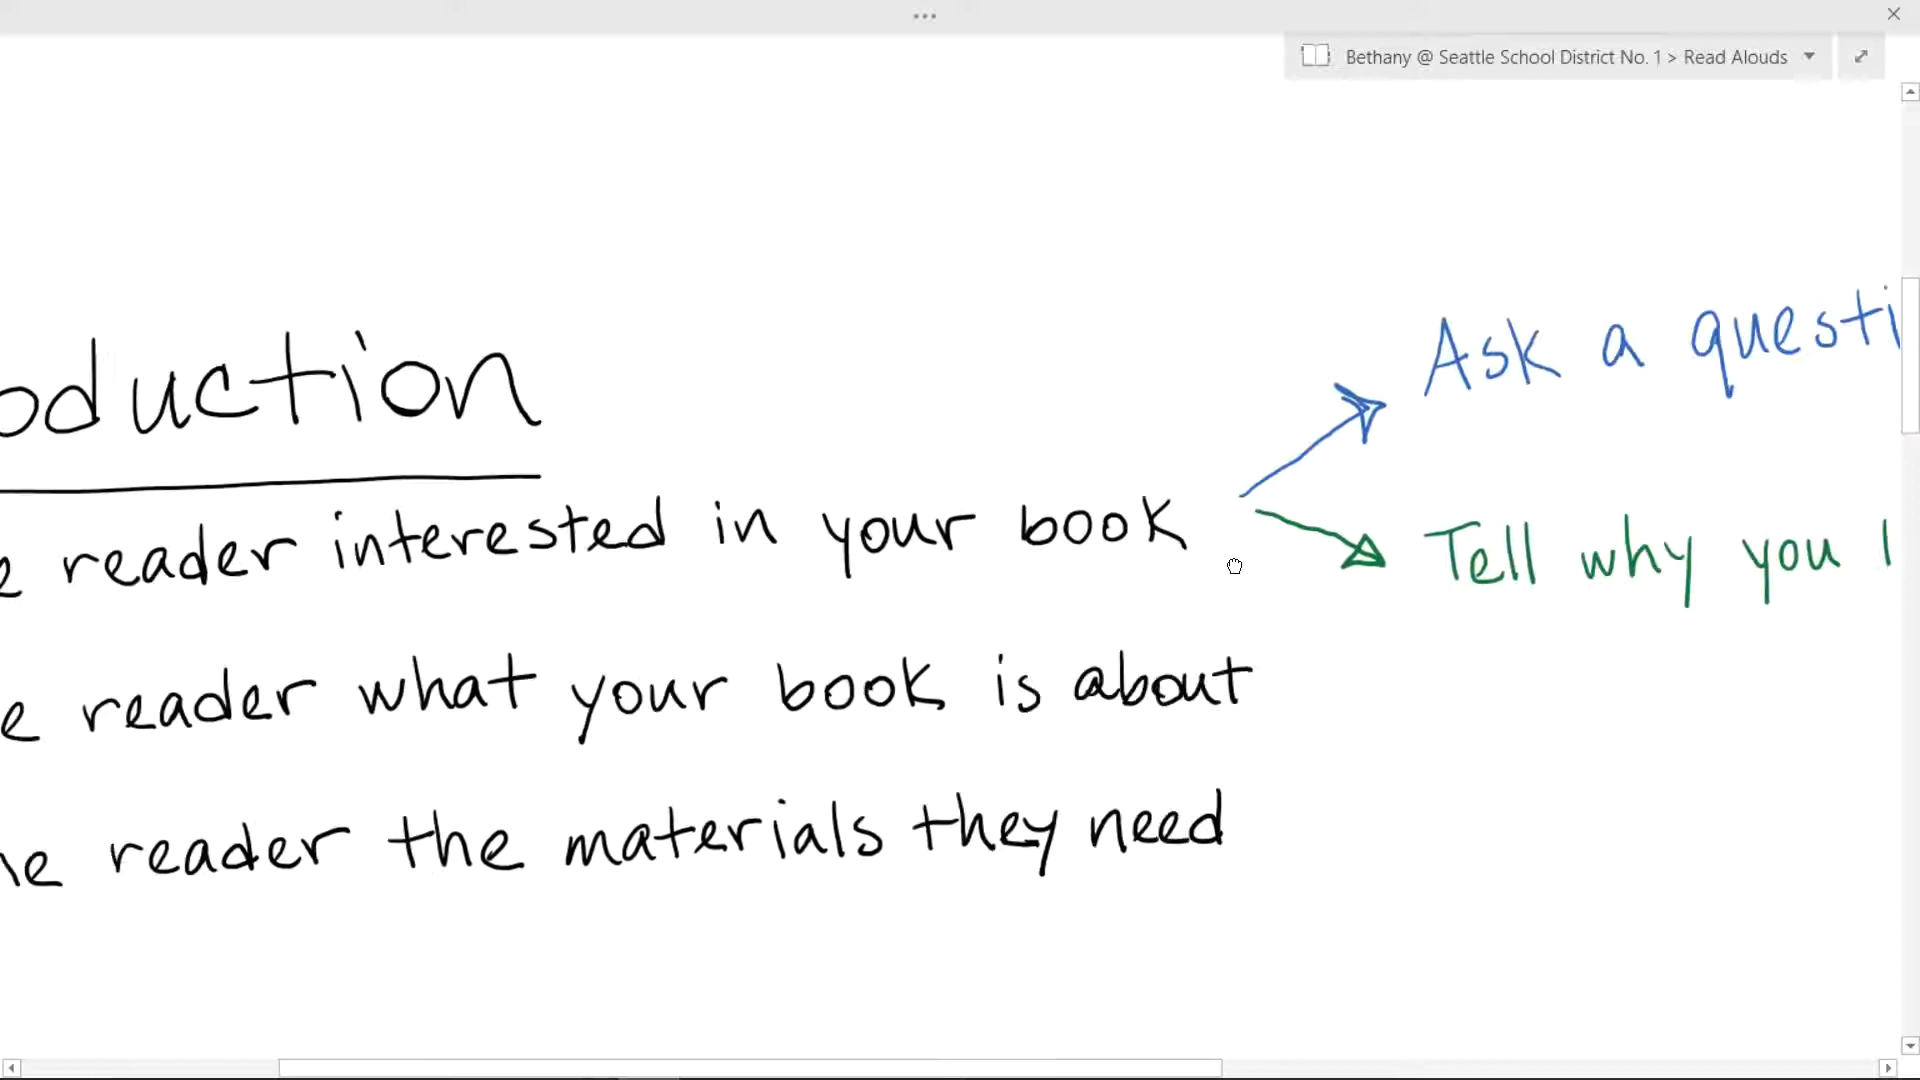 Bethany @ Seattle School District No. 1 > Read Alouds
oduction
e reader interested in your book
Ask a questi
Tell why you l
e reader what your book is about
he reader the materials they need